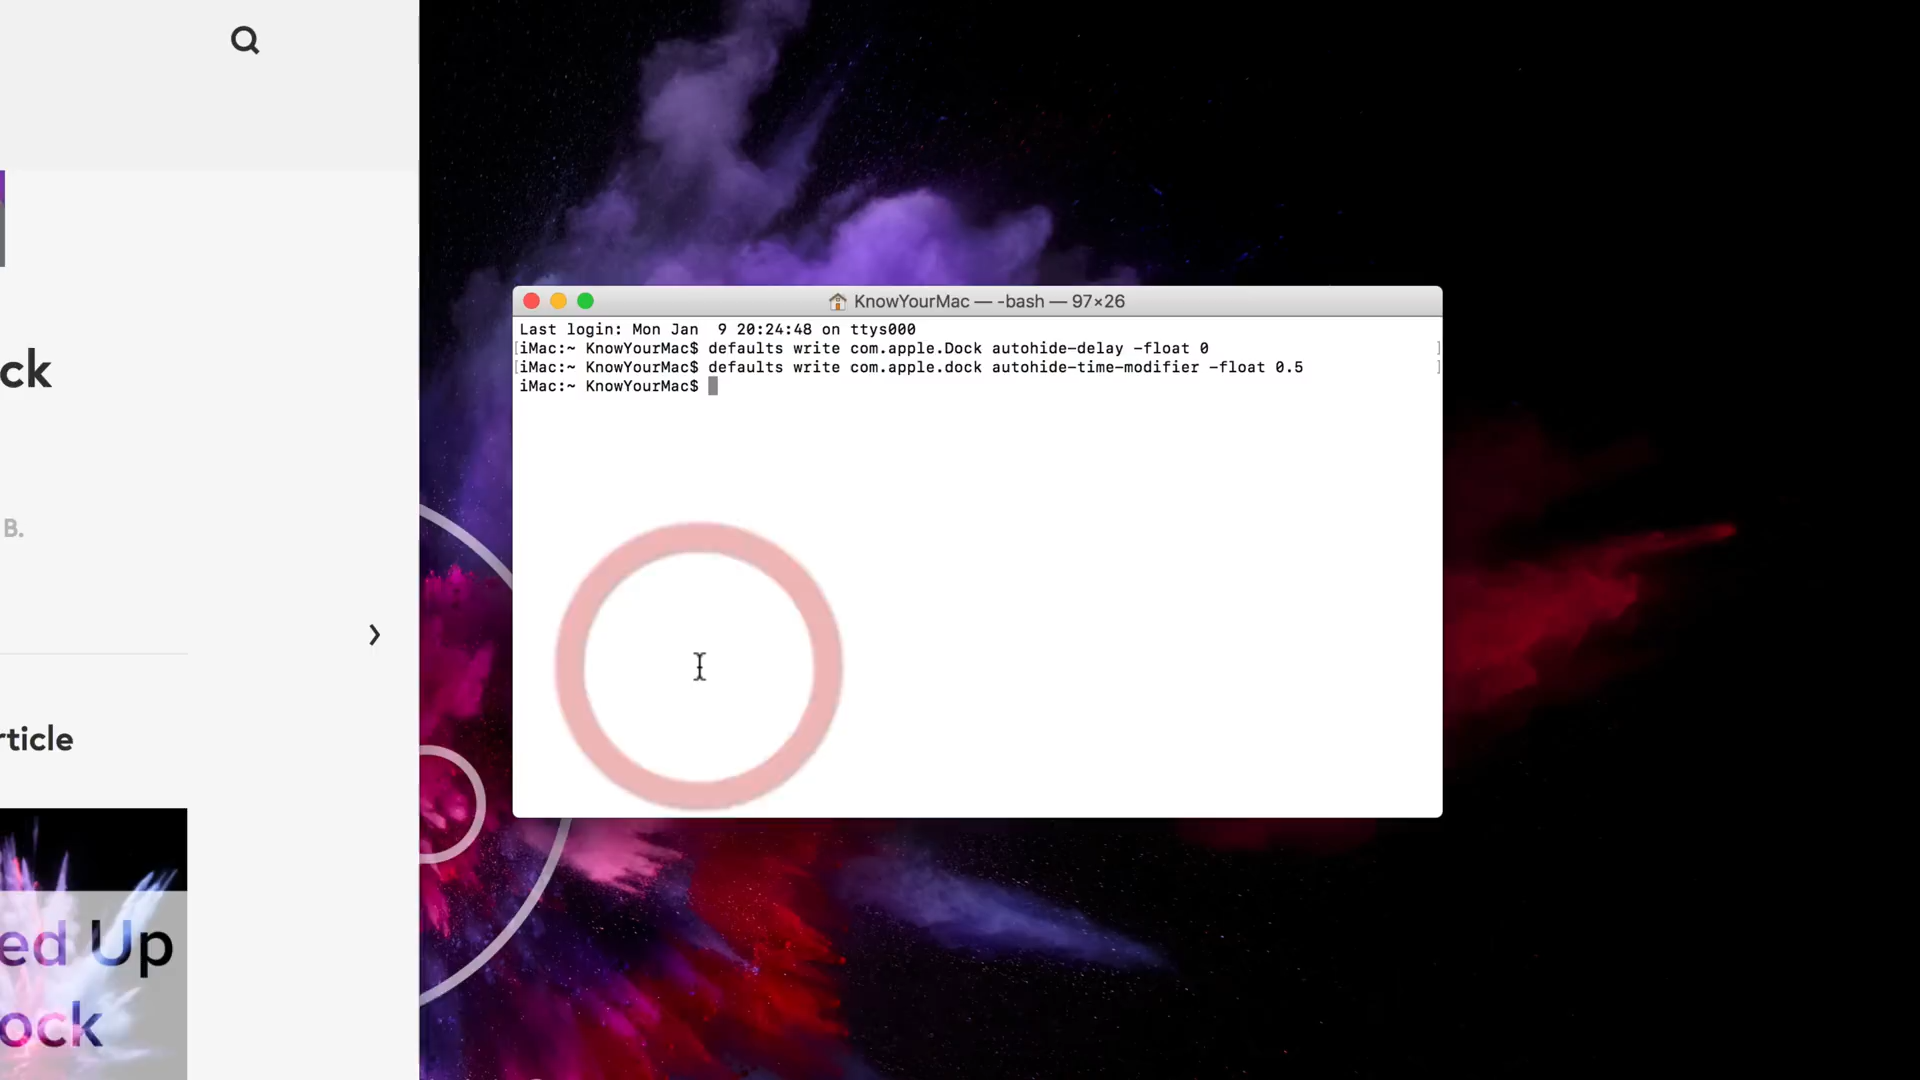 ck
B.
rticle
ed Up
ock
KnowYourMac — -bash — 97×26
Last login: Mon Jan  9 20:24:48 on ttys000
[iMac:~ KnowYourMac$ defaults write com.apple.Dock autohide-delay -float 0 ]
[iMac:~ KnowYourMac$ defaults write com.apple.dock autohide-time-modifier -float 0.5 ]
iMac:~ KnowYourMac$